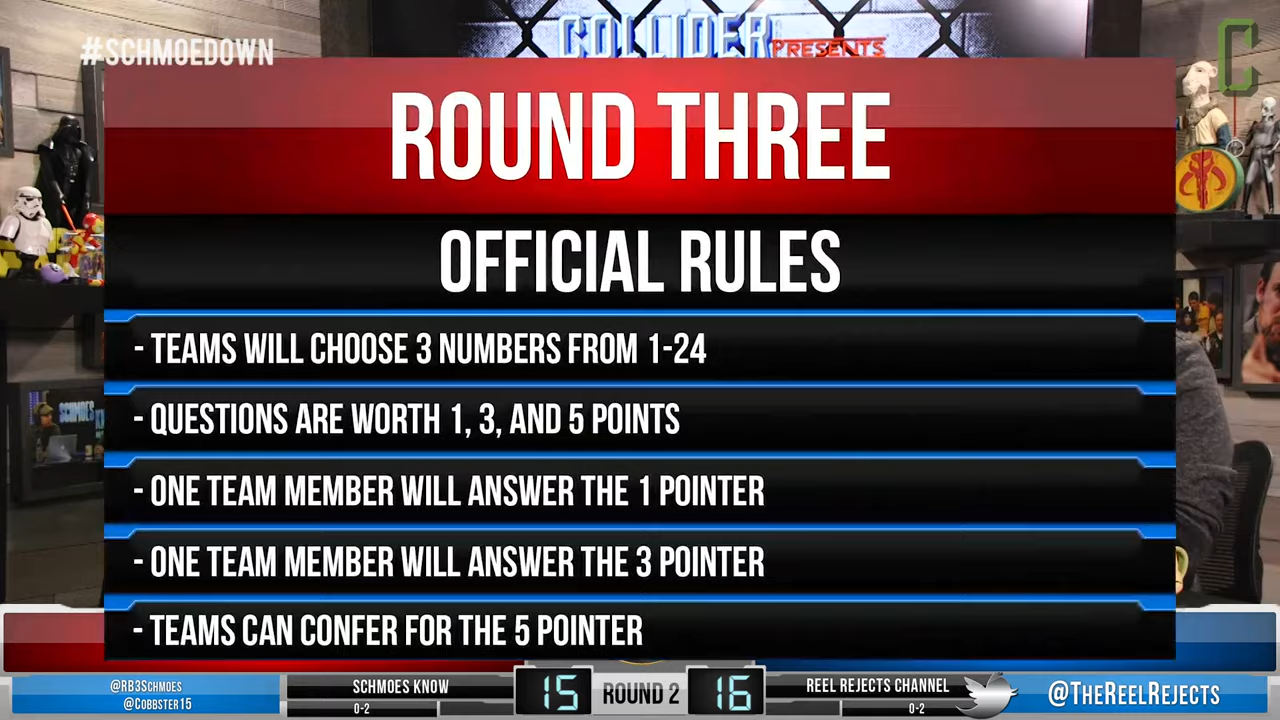 #SCHMOEDOWN
COLLIDER PRESENTS
C
ROUND THREE
OFFICIAL RULES
- TEAMS WILL CHOOSE 3 NUMBERS FROM 1-24
- QUESTIONS ARE WORTH 1, 3, AND 5 POINTS
- ONE TEAM MEMBER WILL ANSWER THE 1 POINTER
- ONE TEAM MEMBER WILL ANSWER THE 3 POINTER
- TEAMS CAN CONFER FOR THE 5 POINTER
SCHMOES
@RB3SCHMOES
@COBBSTER15
SCHMOES KNOW
0-2
15
ROUND 2
16
REEL REJECTS CHANNEL
0-2
@THEREELREJECTS